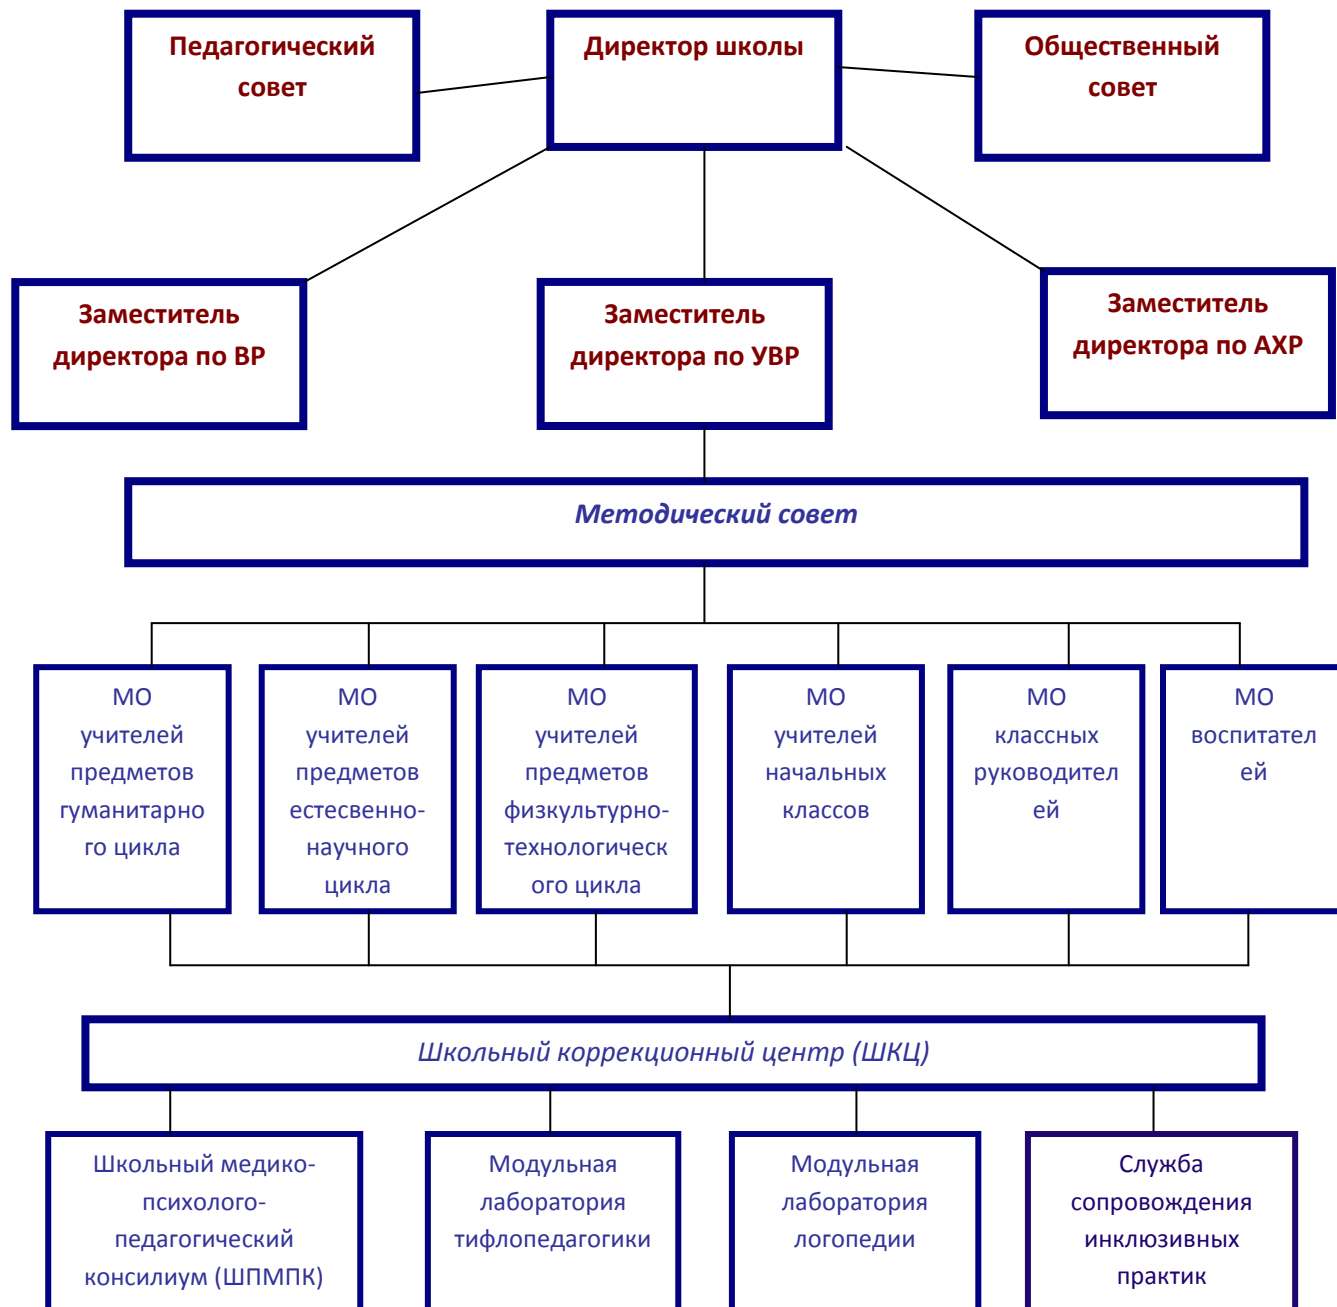 Педагогический
совет
Директор школы
Общественный
совет
Заместитель
директора по ВР
Заместитель
директора по УВР
Заместитель
директора по АХР
Методический совет
МО
учителей
предметов
гуманитарно
го цикла
МО
учителей
предметов
естесвенно-
научного
цикла
МО
учителей
предметов
физкультурно-
технологическ
ого цикла
МО
учителей
начальных
классов
МО
классных
руководител
ей
МО
воспитател
ей
Школьный коррекционный центр (ШКЦ)
Школьный медико-
психолого-
педагогический
консилиум (ШПМПК)
Модульная
лаборатория
тифлопедагогики
Модульная
лаборатория
логопедии
Служба
сопровождения
инклюзивных
практик